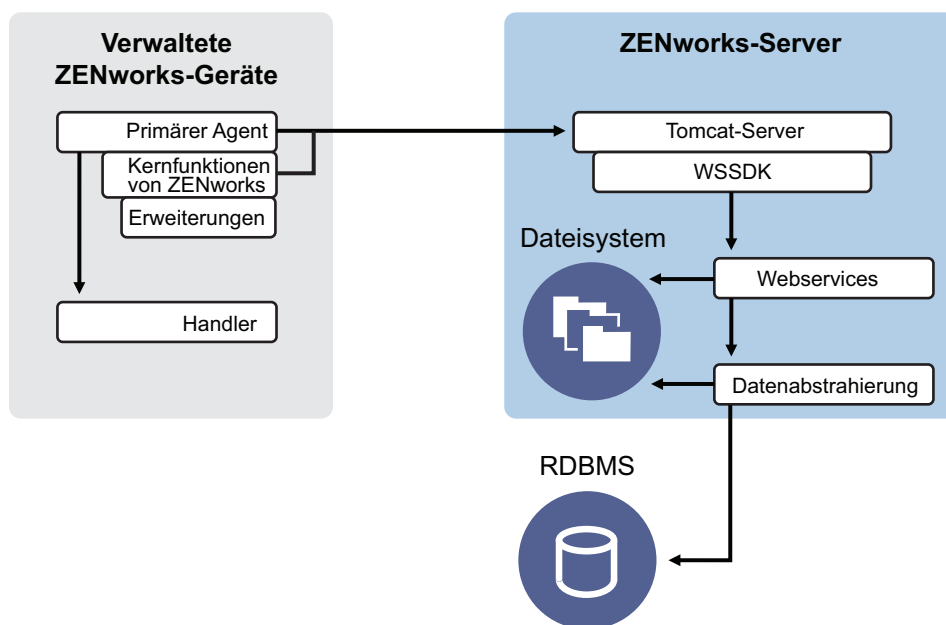 Verwaltete
ZENworks-Geräte
Primärer Agent
Kernfunktionen
von ZENworks
Erweiterungen
Handler
ZENworks-Server
Tomcat-Server
WSSDK
Dateisystem
Webservices
Datenabstrahierung
RDBMS